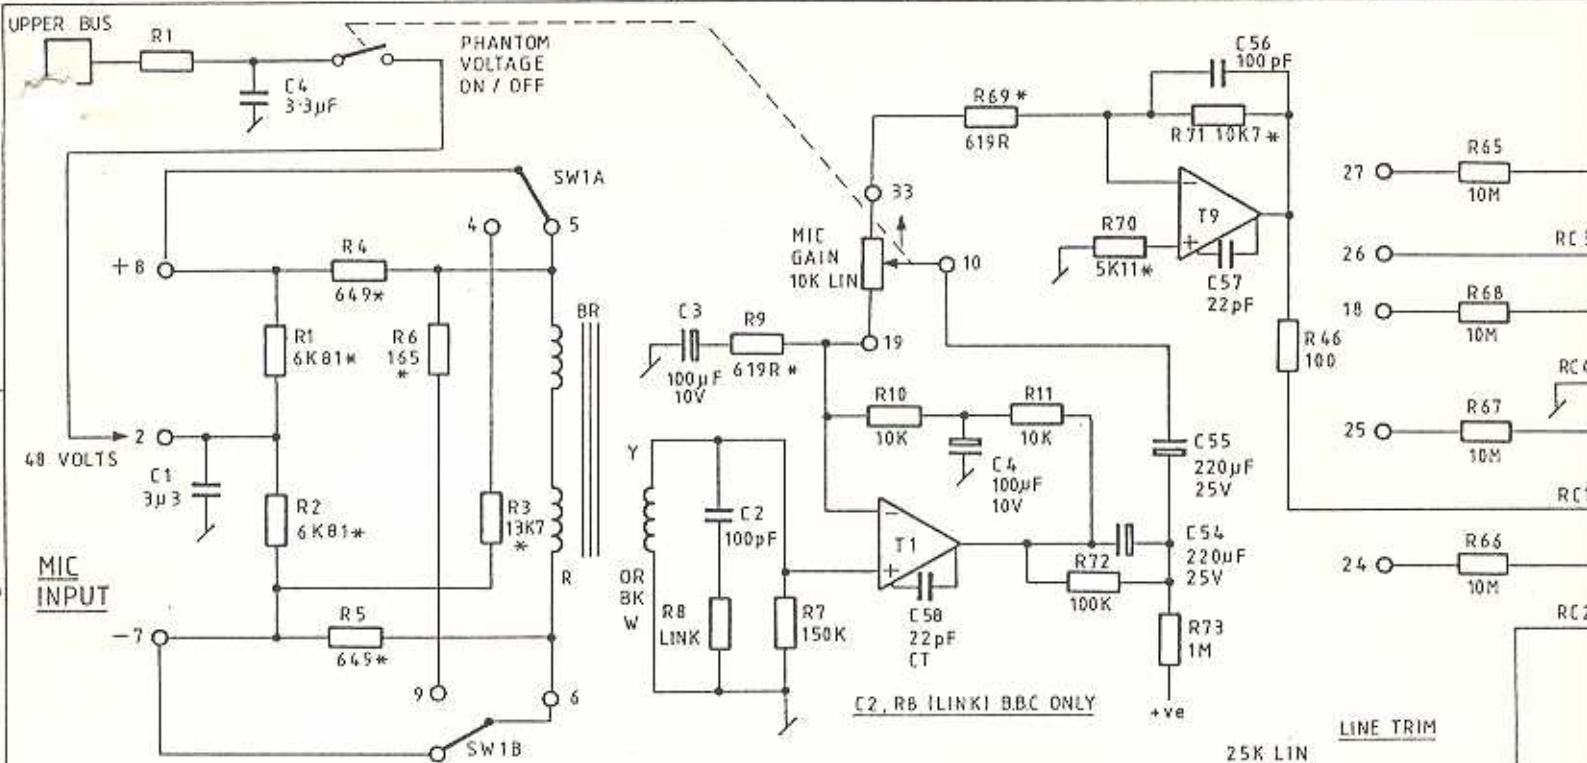 UPPER BUS
R1
C4
3·3µF
PHANTOM
VOLTAGE
ON / OFF
C56
100pF
R69*
619R
R71 10K7*
T9
R70
5K11*
C57
22pF
33
MIC
GAIN
10K LIN
10
19
R46
100
27
R65
10M
26
RC3
18
R68
10M
RC4
25
R67
10M
RC1
24
R66
10M
RC2
SW1A
4
5
+8
R4
649*
BR
R1
6K81*
R6
165
*
2
48 VOLTS
C1
3µ3
R2
6K81*
R3
13K7
*
MIC
INPUT
R
-7
R5
645*
9
6
SW1B
C3
100µF
10V
R9
619R*
R10
10K
R11
10K
C4
100µF
10V
C55
220µF
25V
Y
C2
100pF
OR
BK
W
R8
LINK
R7
150K
T1
C58
22pF
CT
C54
220µF
25V
R72
100K
R73
1M
+ve
C2, R8 (LINK) B.B.C ONLY
LINE TRIM
25K LIN